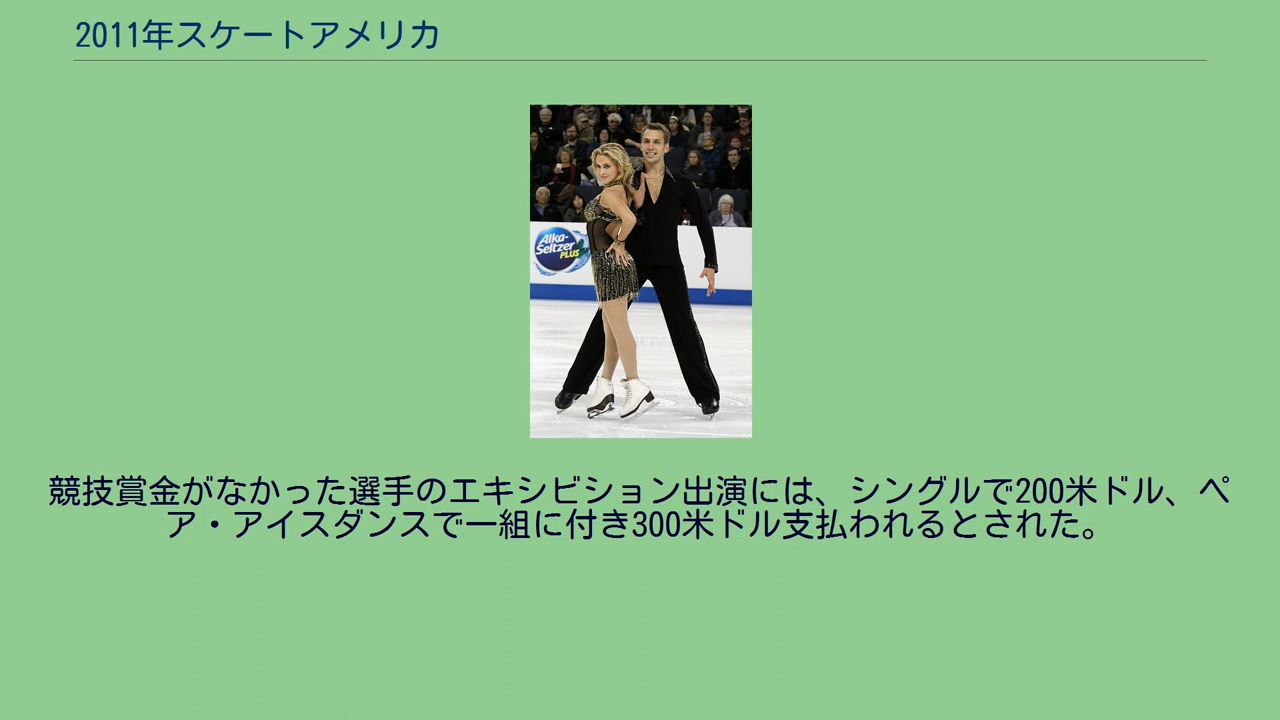 2011年スケートアメリカ
Alka-
Seltzer
PLUS
競技賞金がなかった選手のエキシビション出演には、シングルで200米ドル、ペ
ア・アイスダンスで一組に付き300米ドル支払われるとされた。